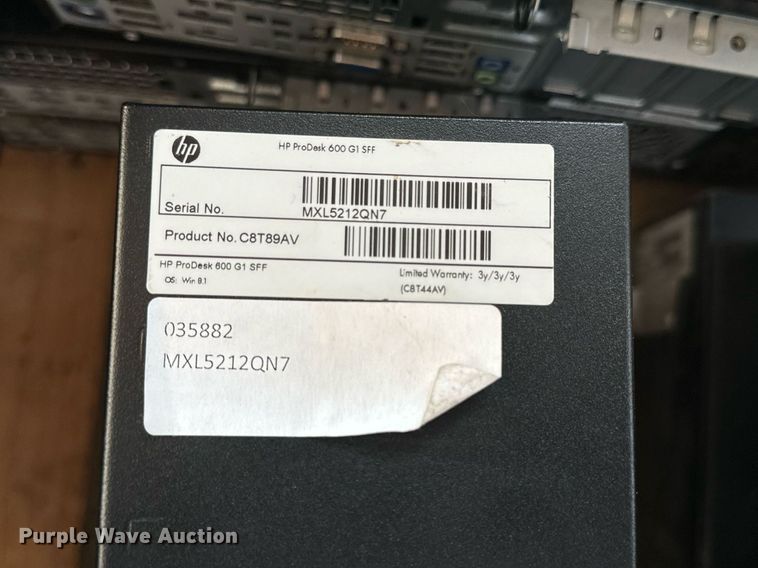 hp
HP ProDesk 600 G1 SFF
Serial No.
MXL5212QN7
Product No. C8T89AV
HP ProDesk 600 G1 SFF
Limited Warranty: 3y/3y/3y
OS: Win 8.1
(C8T44AV)
035882
MXL5212QN7
Purple Wave Auction